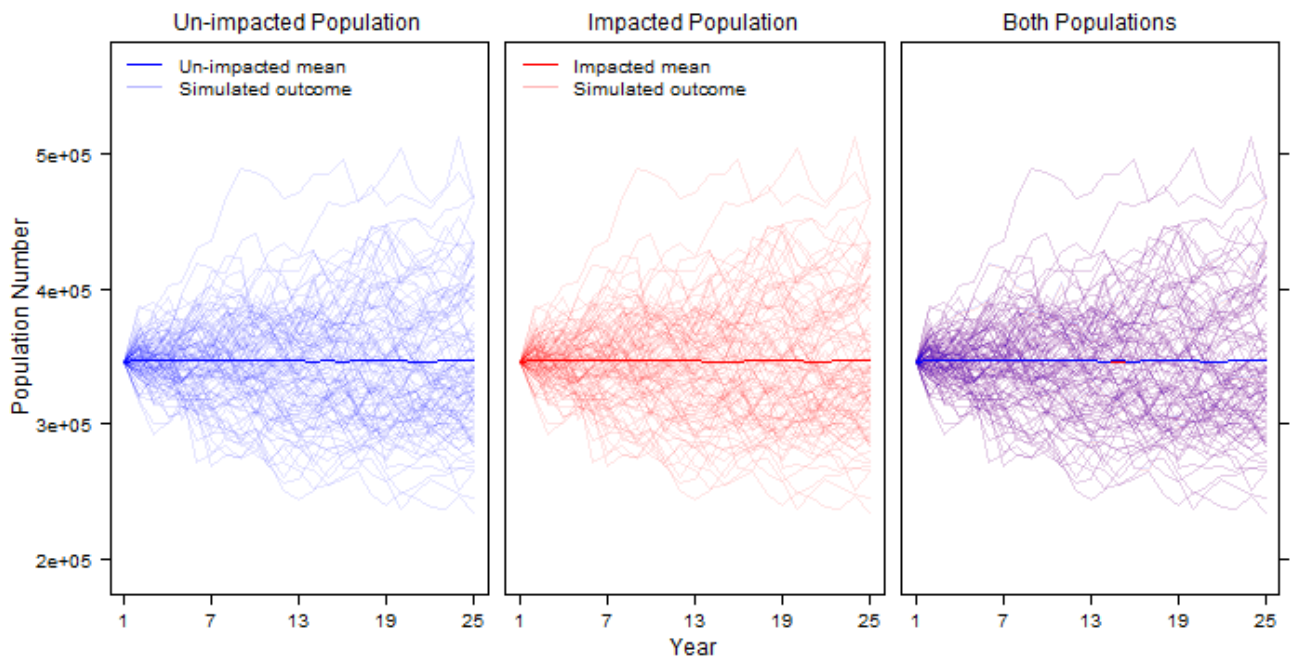 Un-impacted Population
Impacted Population
Both Populations
Un-impacted mean
Simulated outcome
Impacted mean
Simulated outcome
Population Number
5e+05
4e+05
3e+05
2e+05
1 7 13 19 25
1 7 13 19 25
1 7 13 19 25
Year